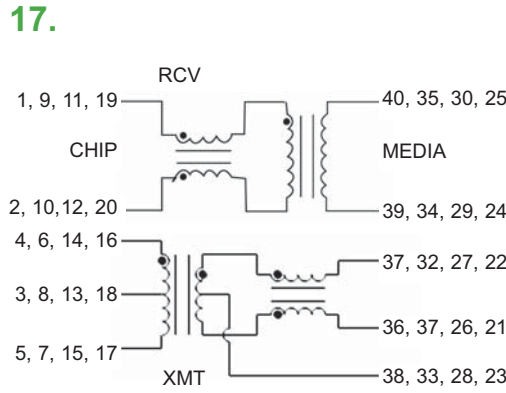 17.
RCV
1, 9, 11, 19
40, 35, 30, 25
CHIP
MEDIA
2, 10,12, 20
39, 34, 29, 24
4, 6, 14, 16
37, 32, 27, 22
3, 8, 13, 18
36, 37, 26, 21
5, 7, 15, 17
XMT
38, 33, 28, 23